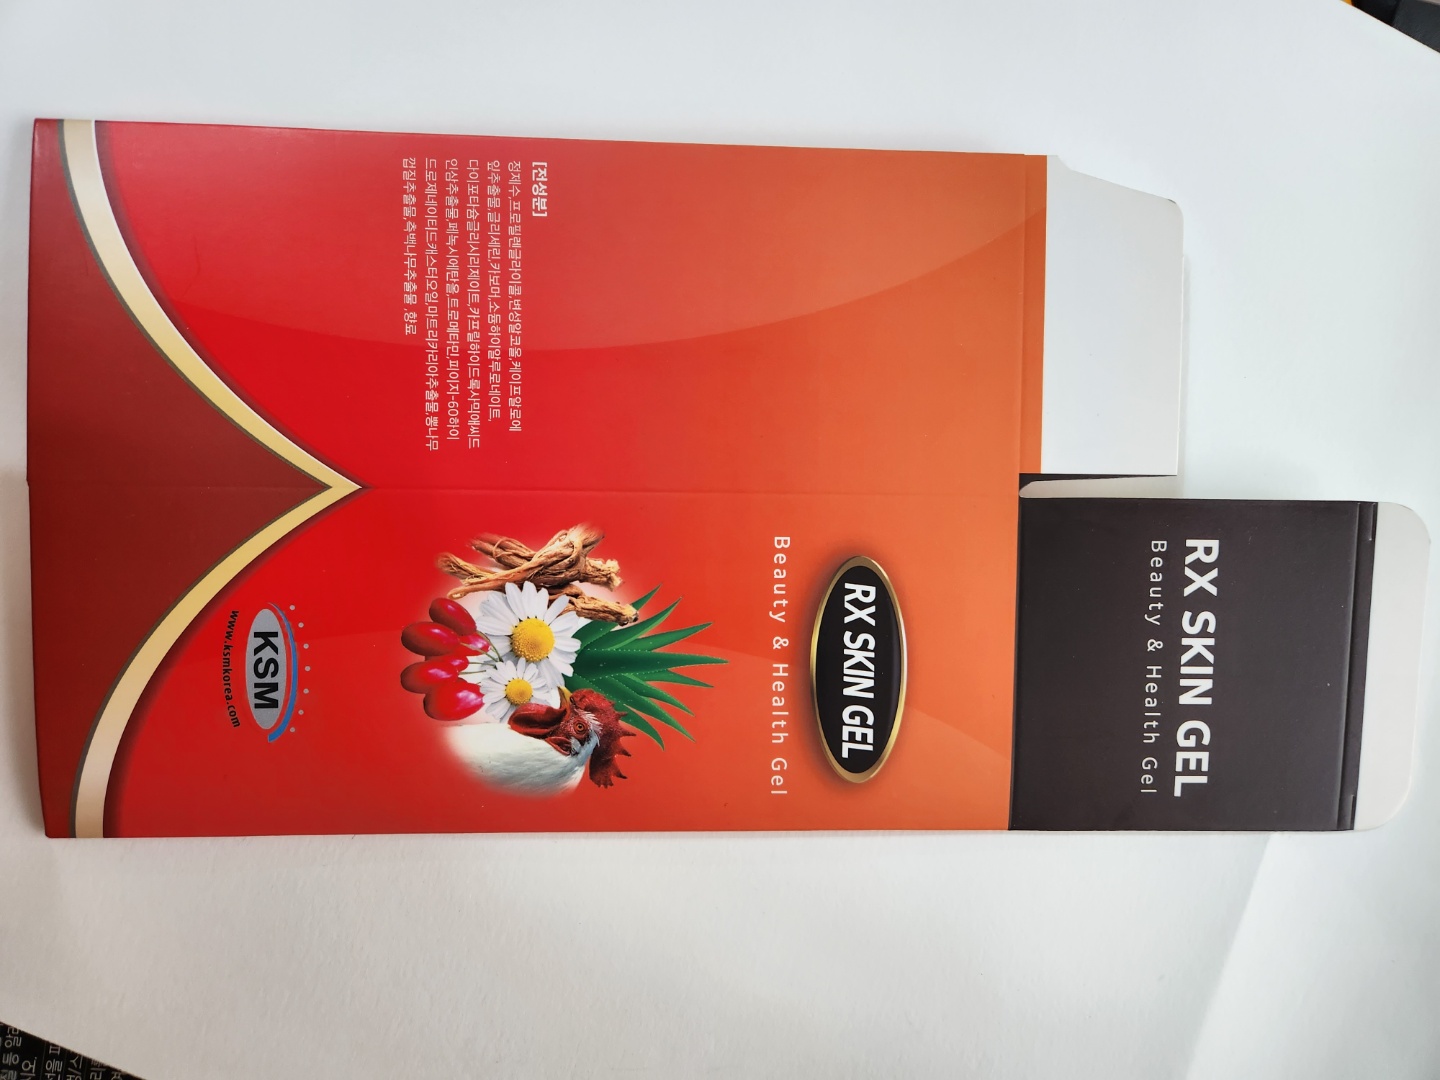 [전성분]
정제수,프로필렌글라이콜,변성알코올,케이프알로에
잎추출물,글리세린,카보머,소듐하이알루로네이트,
다이포타슘글리시리제이트,카프릴하이드록사믹애씨드
인삼추출물,페녹시에탄올,트로메타민,피이지-60하이
드로제네이티드캐스터오일,마트리카리아추출물,뽕나무
껍질추출물,측백나무추출물,향료
RX SKIN GEL
Beauty & Health Gel
RX SKIN GEL
Beauty & Health Gel
KSM
www.ksmkorea.com